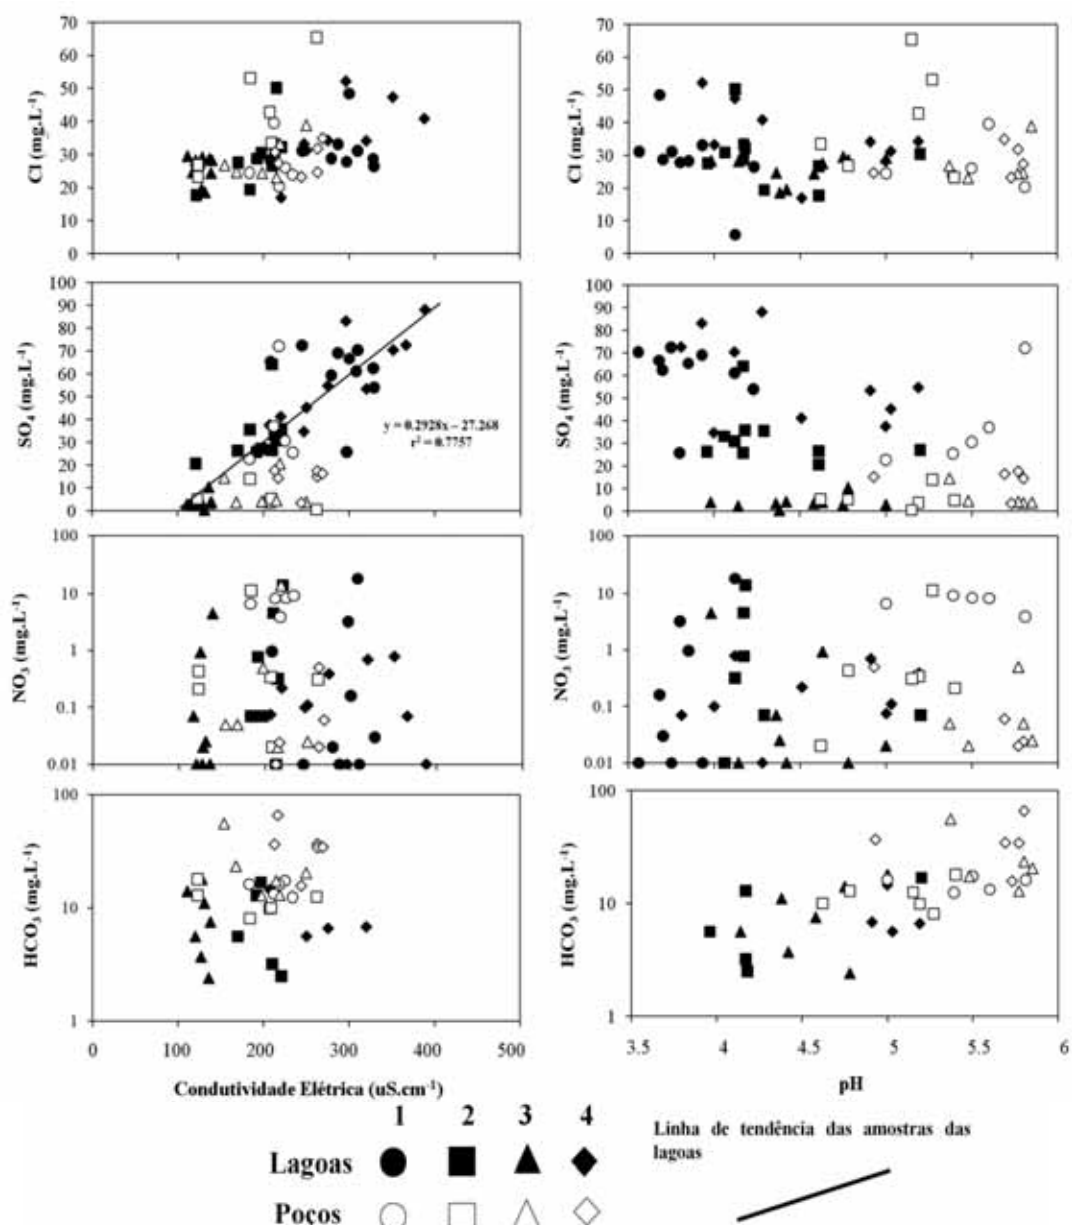 70
60
50
40
30
20
10
0
Cl (mg.L-1)
70
60
50
40
30
20
10
0
Cl (mg.L-1)
100
90
80
70
60
50
40
30
20
10
0
SO4 (mg.L-1)
y = 0.2928x – 27.268
r2 = 0.7757
100
90
80
70
60
50
40
30
20
10
0
SO4 (mg.L-1)
100
10
1
0.1
0.01
NO3 (mg.L-1)
100
10
1
0.1
0.01
NO3 (mg.L-1)
100
10
1
HCO3 (mg.L-1)
0 100 200 300 400 500
Condutividade Elétrica (uS.cm-1)
100
10
1
HCO3 (mg.L-1)
3.5 4 4.5 5 5.5 6
pH
1 2 3 4
Lagoas
Poços
Linha de tendência das amostras das
lagoas